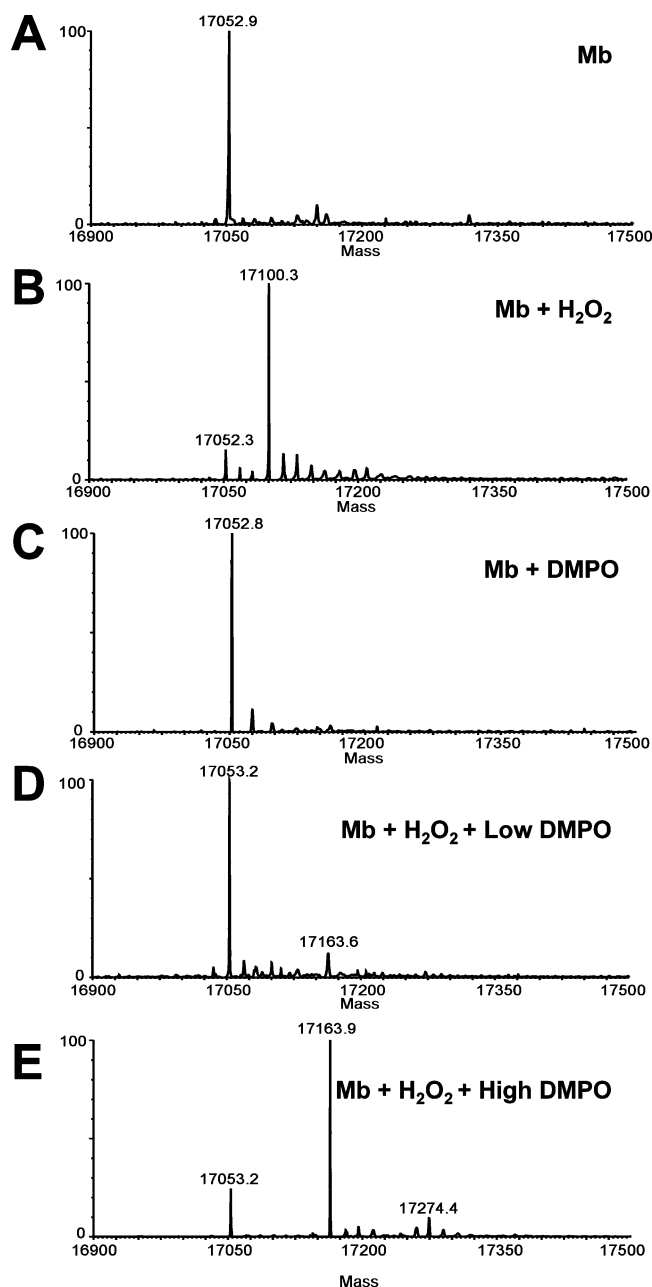 A
17052.9
100
Mb
0
16900 17050 17200 17350 17500
Mass
B
17100.3
100
Mb + H₂O₂
17052.3
0
16900 17050 17200 17350 17500
Mass
C
17052.8
100
Mb + DMPO
0
16900 17050 17200 17350 17500
Mass
D
17053.2
100
Mb + H₂O₂ + Low DMPO
17163.6
0
16900 17050 17200 17350 17500
Mass
E
17163.9
100
Mb + H₂O₂ + High DMPO
17053.2
17274.4
0
16900 17050 17200 17350 17500
Mass